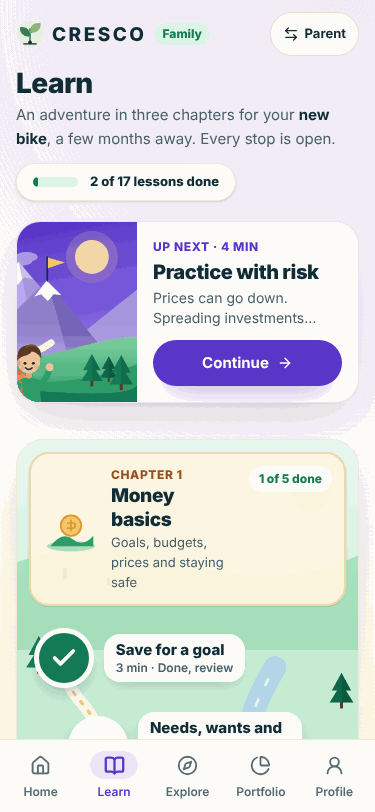 CRESCO Family
Parent
Learn
An adventure in three chapters for your new
bike, a few months away. Every stop is open.
2 of 17 lessons done
UP NEXT · 4 MIN
Practice with risk
Prices can go down.
Spreading investments...
Continue →
CHAPTER 1
1 of 5 done
Money
basics
Goals, budgets,
prices and staying
safe
Save for a goal
3 min · Done, review
Needs, wants and
Home Learn Explore Portfolio Profile